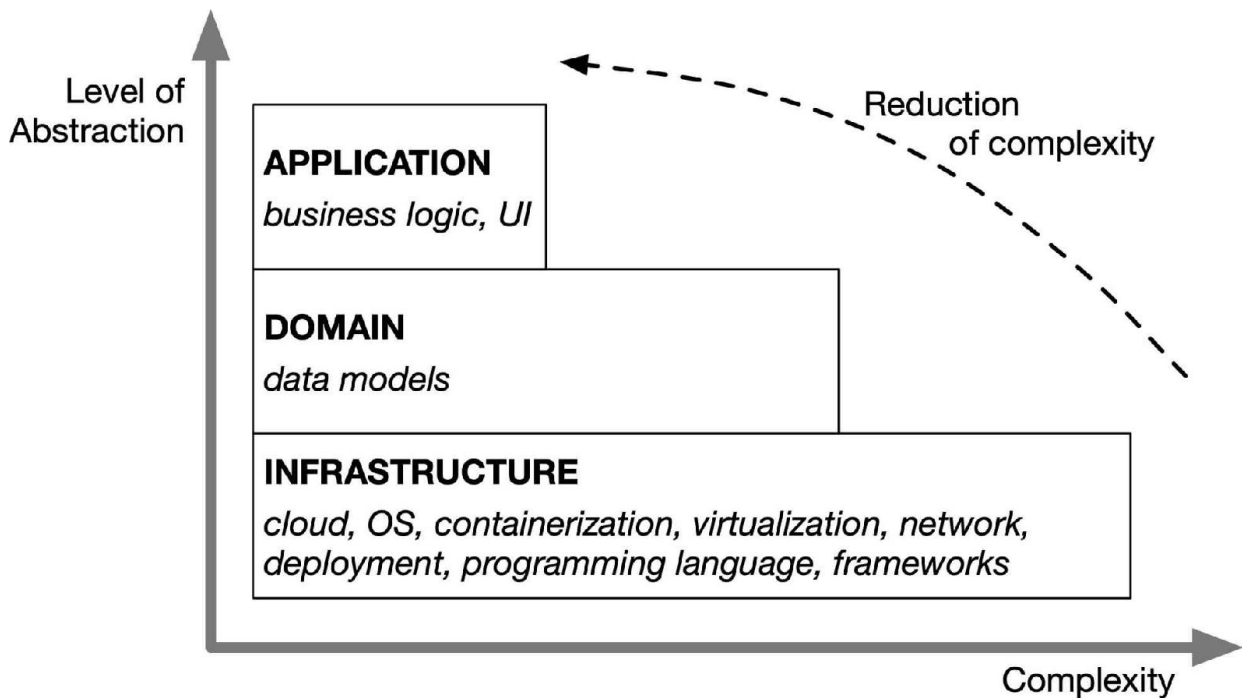 Level of
Abstraction
Reduction
of complexity
APPLICATION
business logic, UI
DOMAIN
data models
INFRASTRUCTURE
cloud, OS, containerization, virtualization, network,
deployment, programming language, frameworks
Complexity